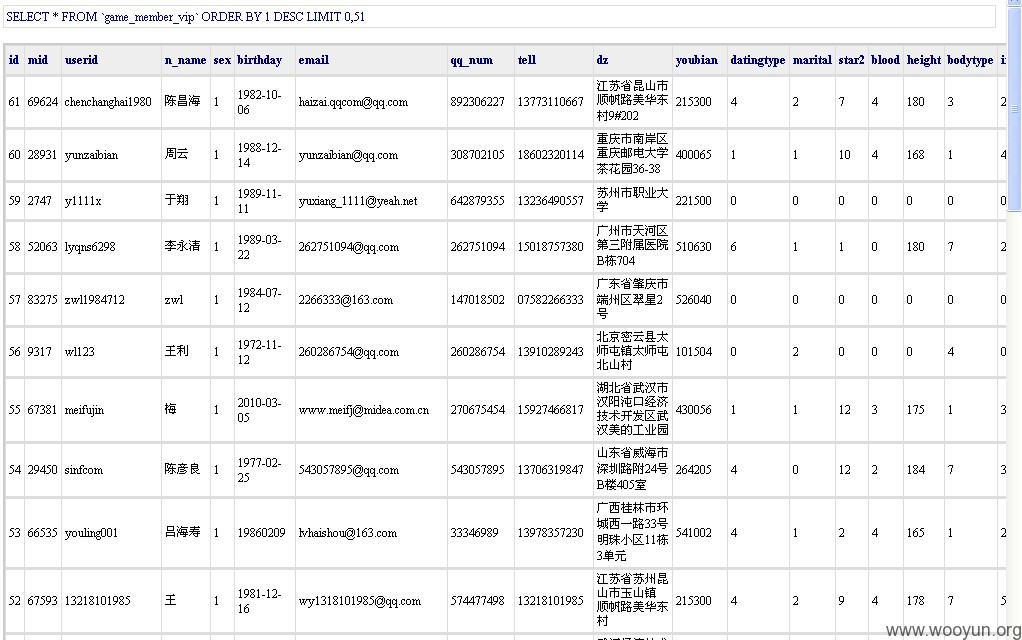 SELECT * FROM `game_member_vip` ORDER BY 1 DESC LIMIT 0,51
id mid userid n_name sex birthday email qq_num tell dz youbian datingtype marital star2 blood height bodytype
61 69624 chenchanghai1980 陈昌海 1 1982-10-06 haizai.qqcom@qq.com 892306227 13773110667 江苏省昆山市顺帆路美华东村9#202 215300 4 2 7 4 180 3 2
60 28931 yunzaibian 周云 1 1988-12-14 yunzaibian@qq.com 308702105 18602320114 重庆市南岸区重庆邮电大学茶花园36-38 400065 1 1 10 4 168 1 4
59 2747 y1111x 于翔 1 1989-11-11 yuxiang_1111@yeah.net 642879355 13236490557 苏州市职业大学 221500 0 0 0 0 0 0 0
58 52063 lyqns6298 李永清 1 1989-03-22 262751094@qq.com 262751094 15018757380 广州市天河区第三附属医院B栋704 510630 6 1 1 0 180 7 2
57 83275 zwl1984712 zwl 1 1984-07-12 2266333@163.com 147018502 07582266333 广东省肇庆市端州区翠星2号 526040 0 0 0 0 0 0 0
56 9317 wl123 王利 1 1972-11-12 260286754@qq.com 260286754 13910289243 北京密云县太师屯镇太师屯北山村 101504 0 2 0 0 0 4 0
55 67381 meifujin 梅 1 2010-03-05 www.meifj@midea.com.cn 270675454 15927466817 湖北省武汉市汉阳沌口经济技术开发区武汉美的工业园 430056 1 1 12 3 175 1 3
54 29450 sinfcom 陈彦良 1 1977-02-25 543057895@qq.com 543057895 13706319847 山东省威海市深圳路附24号B楼405室 264205 4 0 12 2 184 7 3
53 66535 youling001 吕海寿 1 19860209 lvhaishou@163.com 33346989 13978357230 广西桂林市环城西一路33号明珠小区11栋3单元 541002 4 1 2 4 165 1 2
52 67593 13218101985 王 1 1981-12-16 wy1318101985@qq.com 574477498 13218101985 江苏省苏州昆山市玉山镇顺帆路美华东村 215300 4 2 9 4 178 7 5
www.wooyun.org